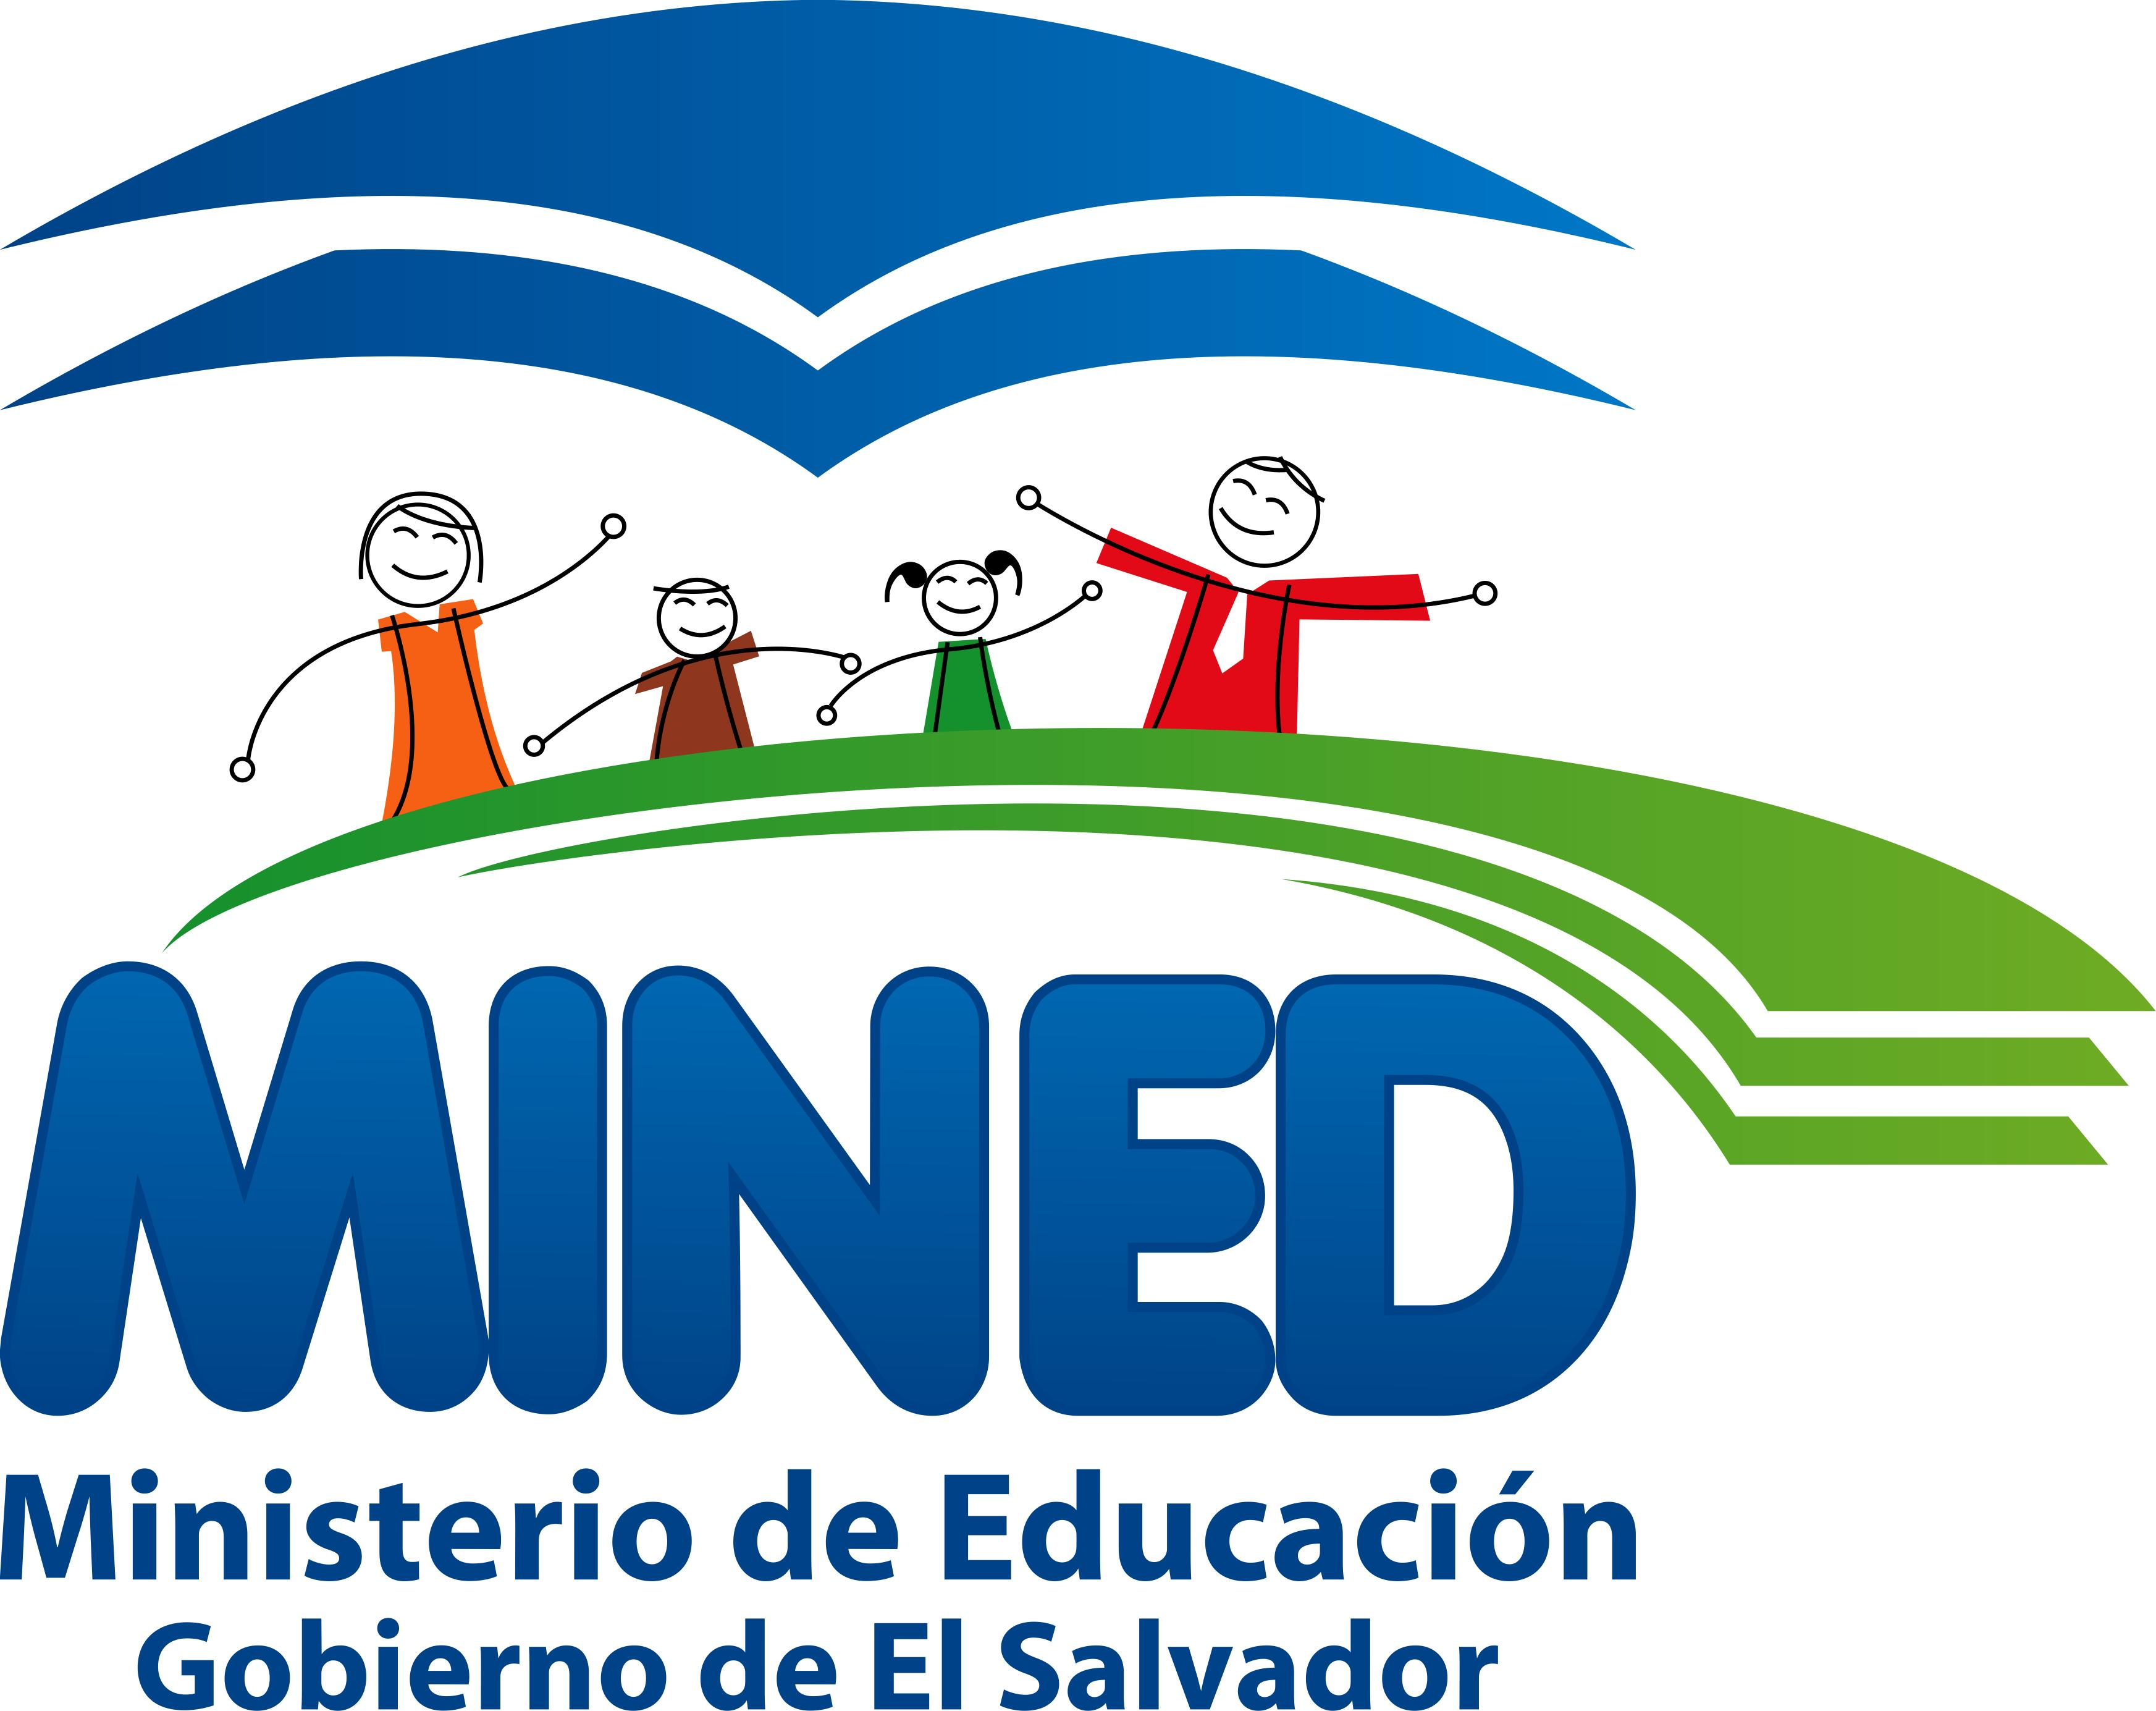 MINED
Ministerio de Educación
Gobierno de El Salvador